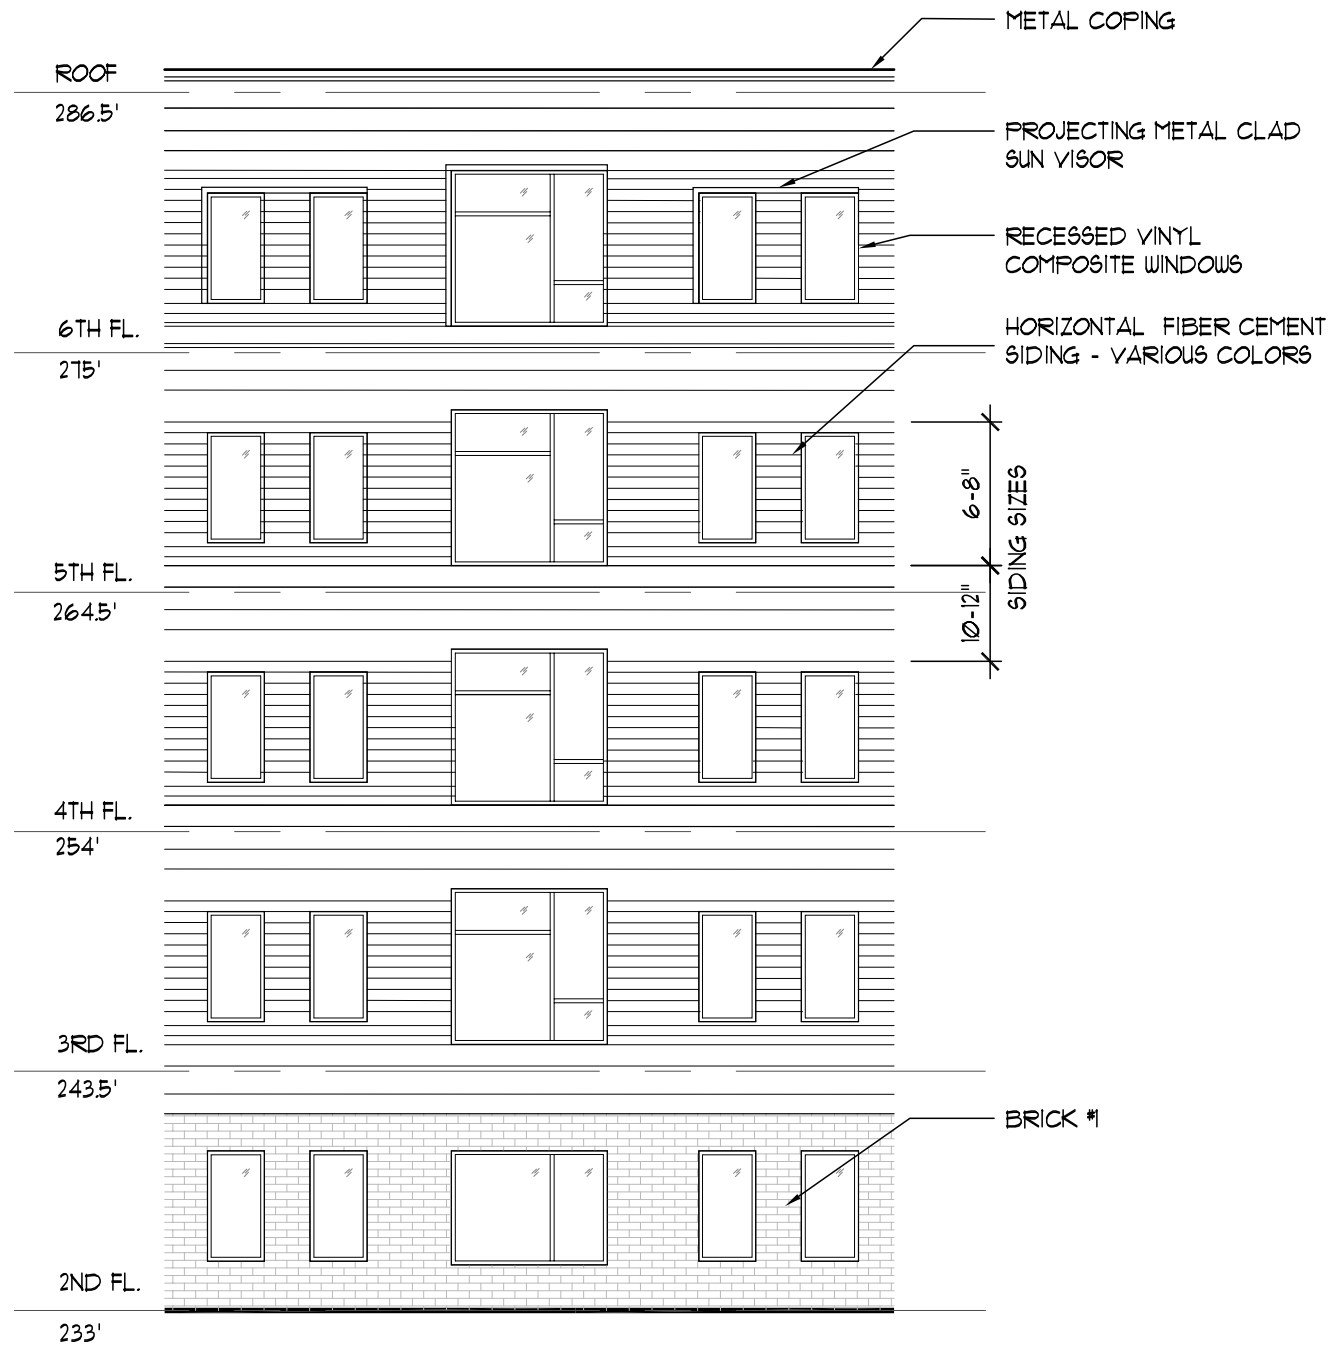 METAL COPING
ROOF
286.5'
PROJECTING METAL CLAD
SUN VISOR
RECESSED VINYL
COMPOSITE WINDOWS
6TH FL.
HORIZONTAL FIBER CEMENT
SIDING - VARIOUS COLORS
275'
6-8"
SIDING SIZES
5TH FL.
264.5'
10-12"
4TH FL.
254'
3RD FL.
243.5'
BRICK #1
2ND FL.
233'